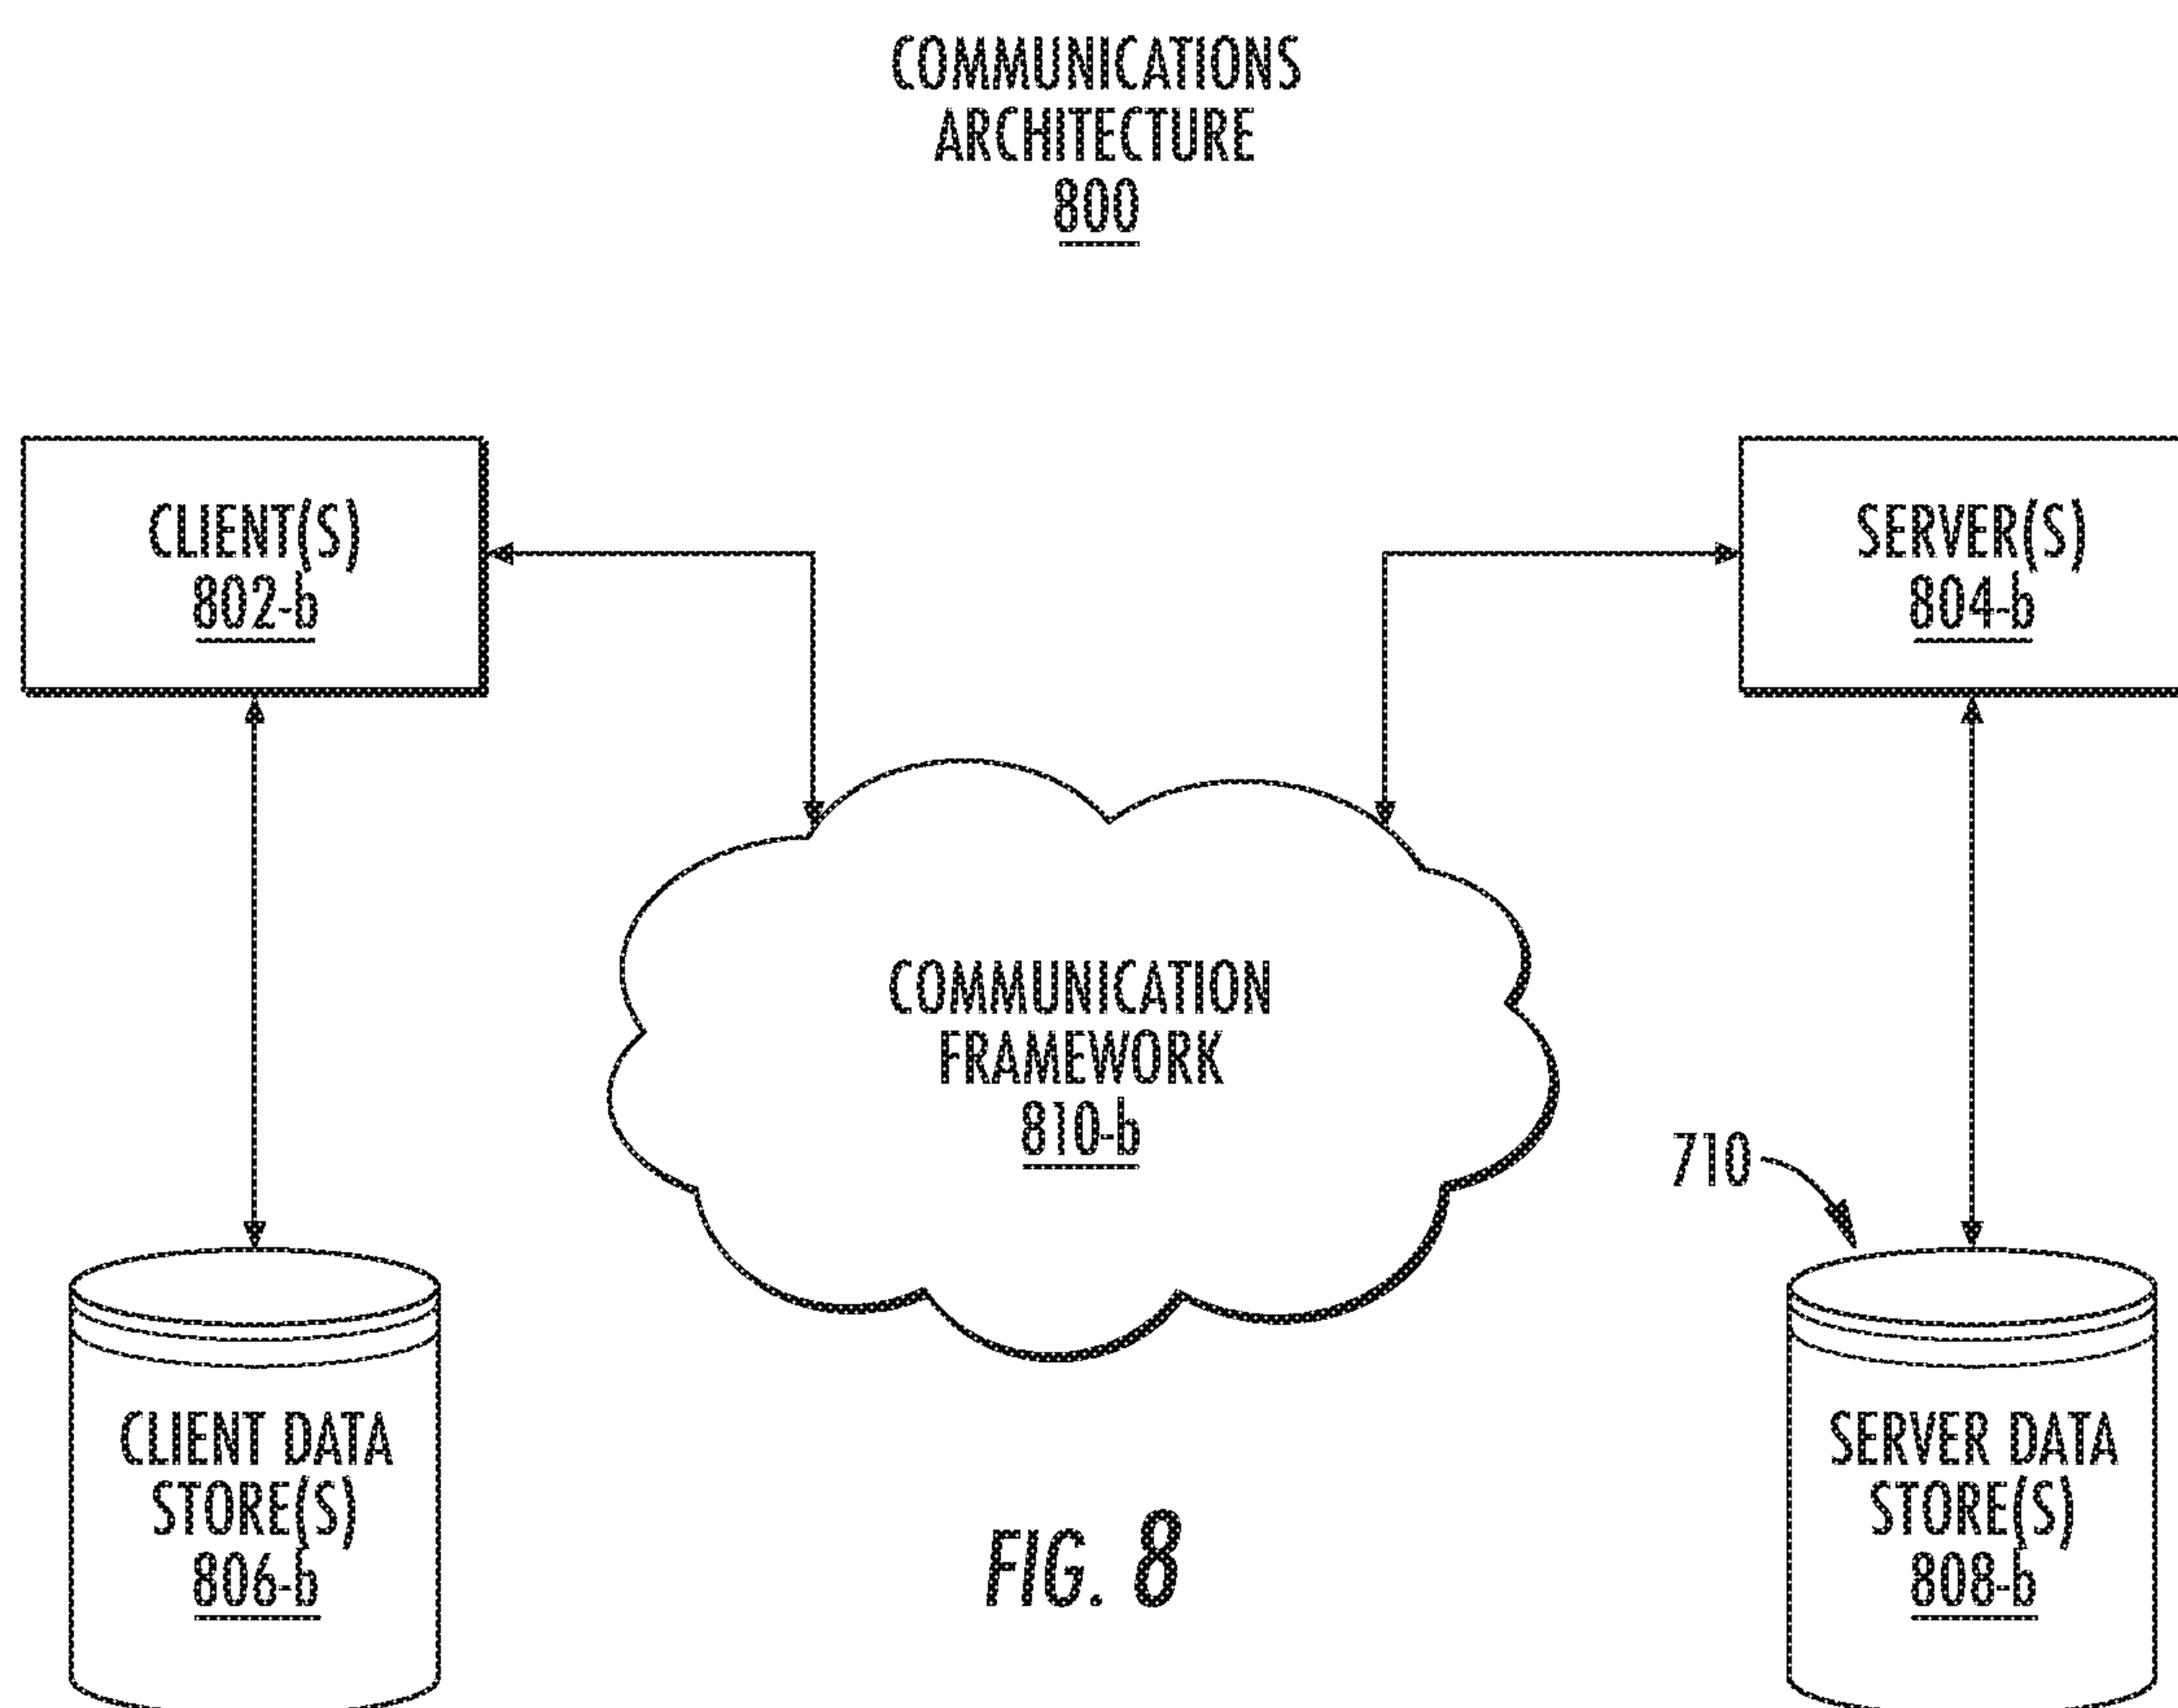 COMMUNICATIONS
ARCHITECTURE
800
CLIENT(S)
802-b
SERVER(S)
804-b
COMMUNICATION
FRAMEWORK
810-b
710
CLIENT DATA
STORE(S)
806-b
SERVER DATA
STORE(S)
808-b
FIG. 8